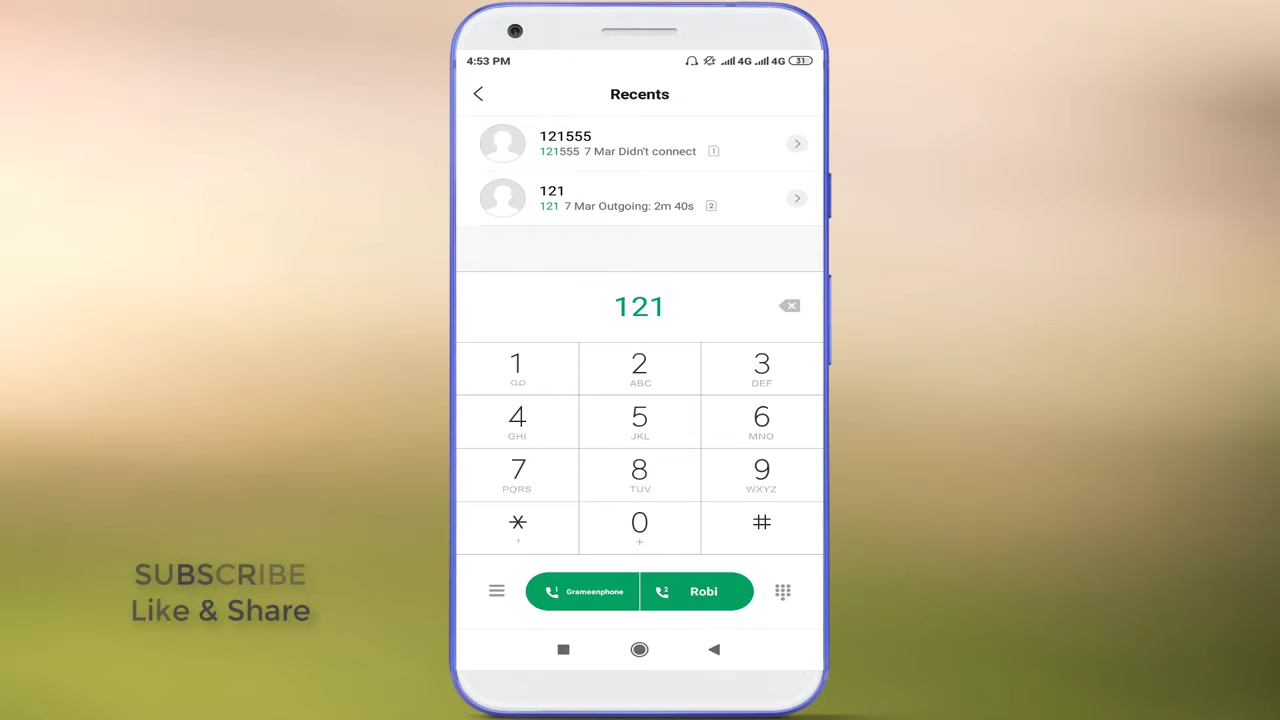 4:53 PM 4G 4G 31
Recents
121555
121555 7 Mar Didn't connect 1
121
121 7 Mar Outgoing: 2m 40s 2
121
1 2 3
ABC DEF
4 5 6
GHI JKL MNO
7 8 9
PQRS TUV WXYZ
* 0 #
, +
1 Grameenphone 2 Robi
SUBSCRIBE
Like & Share